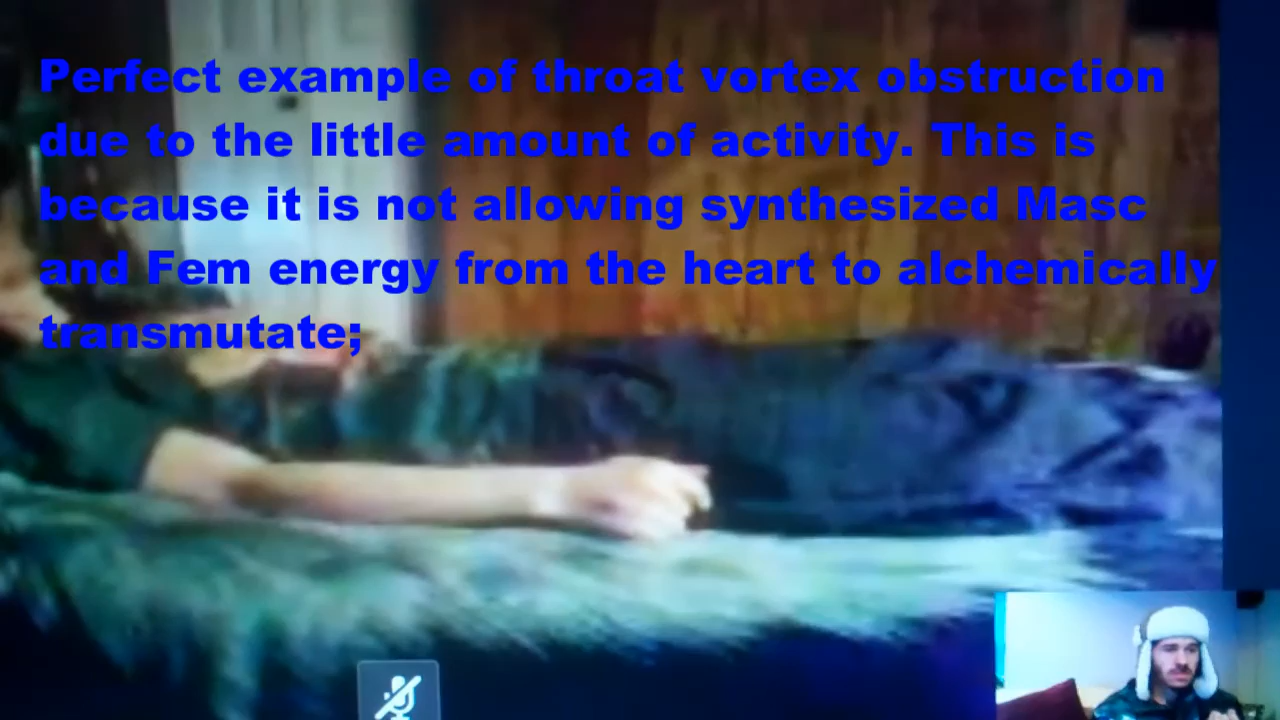 Perfect example of throat vortex obstruction
due to the little amount of activity. This is
because it is not allowing synthesized Masc
and Fem energy from the heart to alchemically
transmutate;